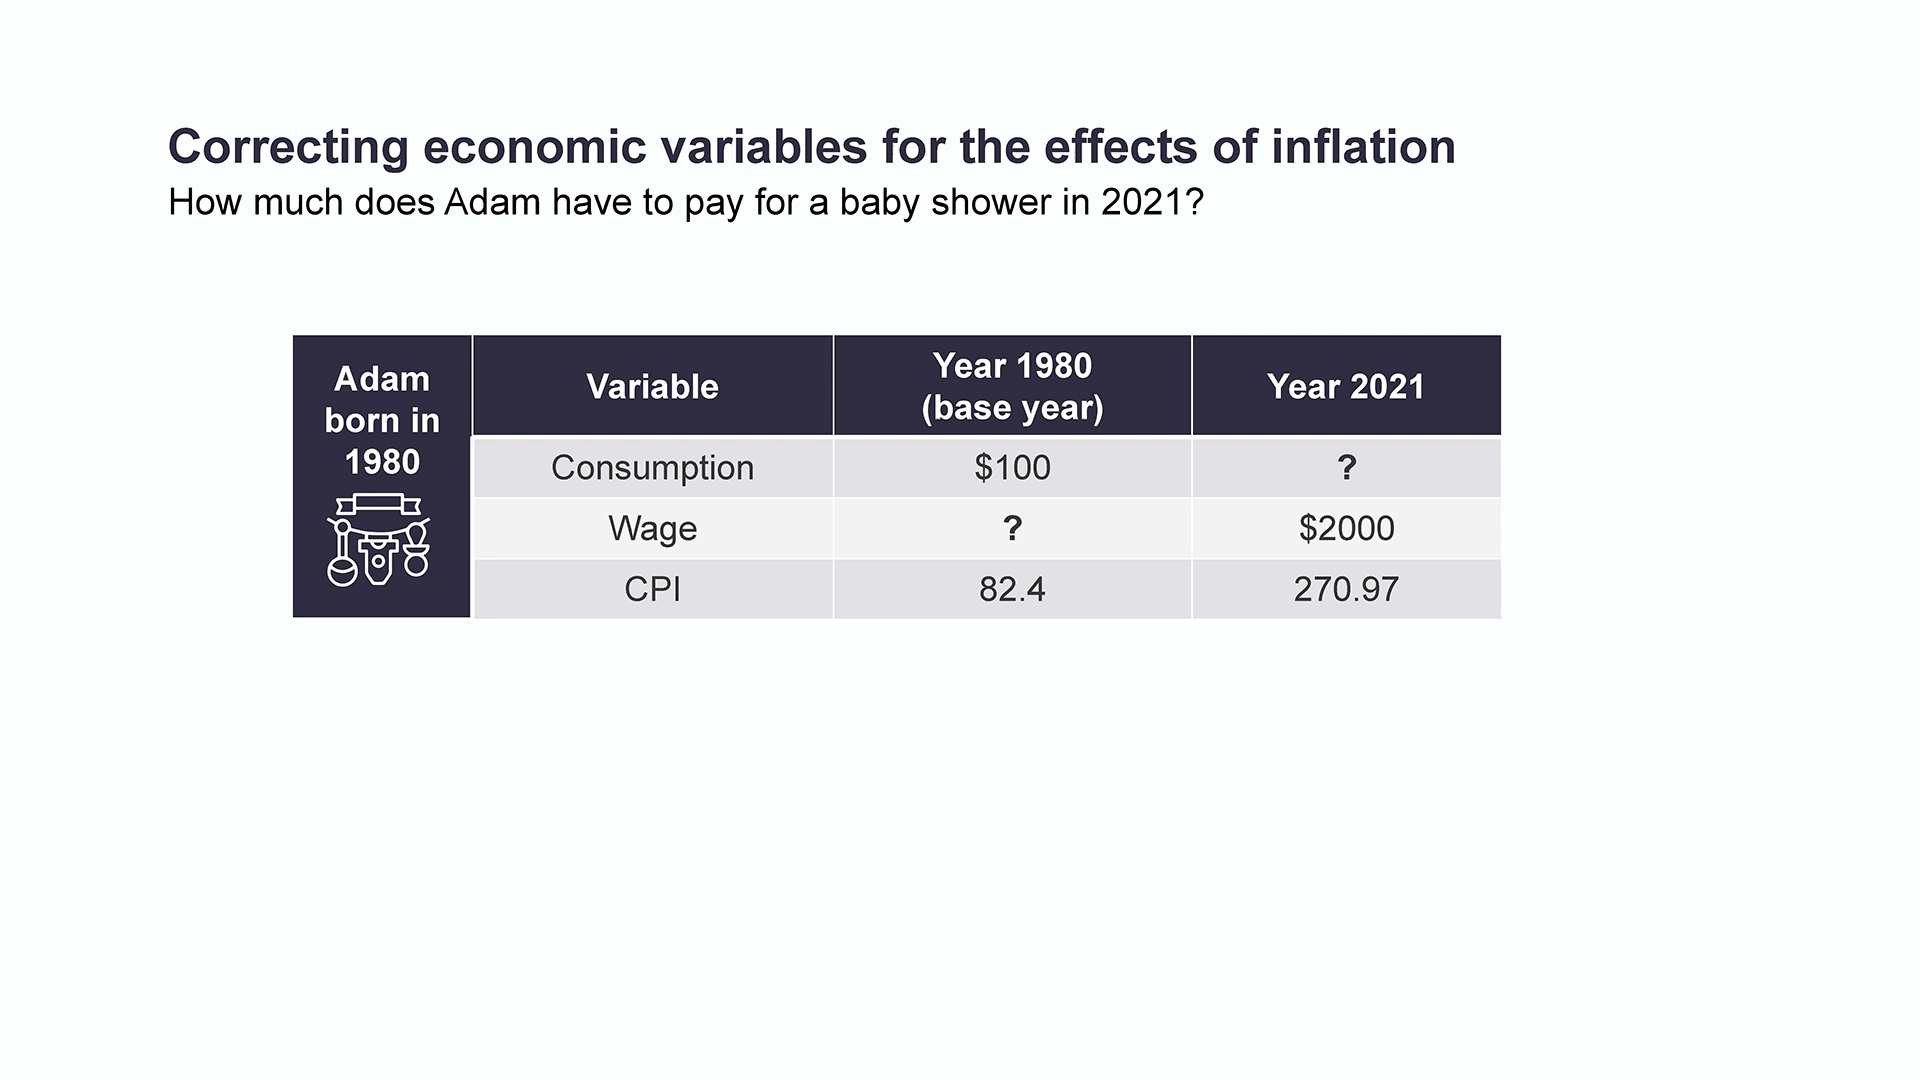 Correcting economic variables for the effects of inflation
How much does Adam have to pay for a baby shower in 2021?
Adam
born in
1980
Variable
Year 1980
(base year)
Year 2021
Consumption
$100
?
Wage
?
$2000
CPI
82.4
270.97